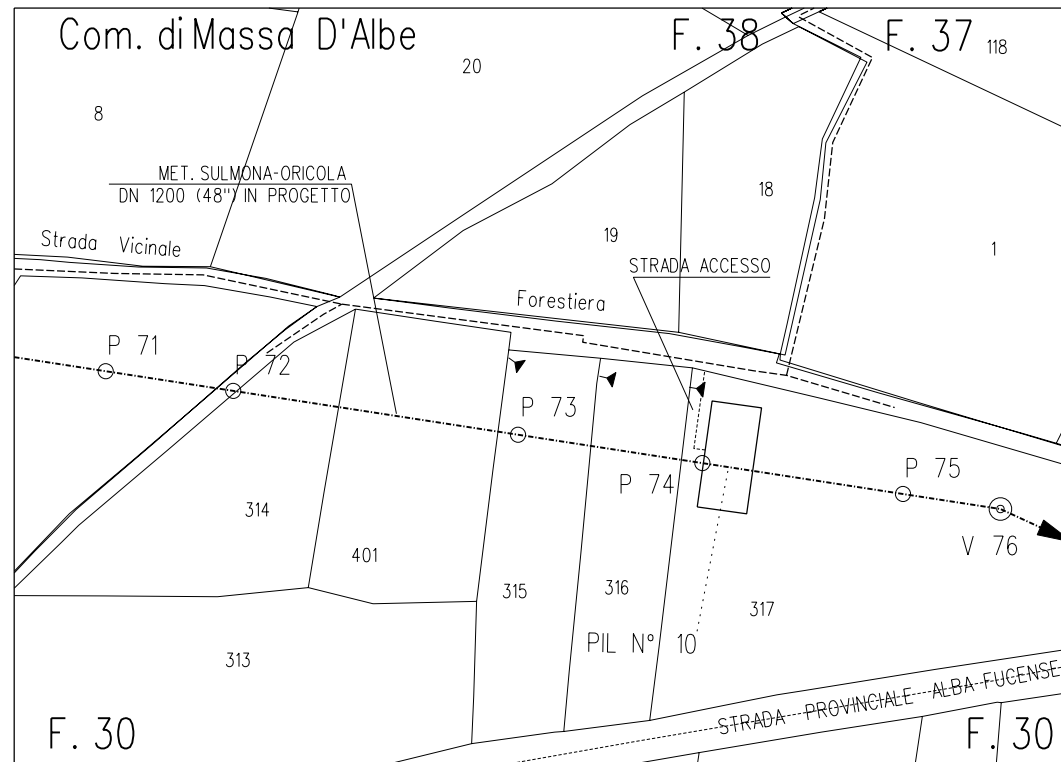 Com. di Massa D'Albe
F. 38
F. 37
118
20
8
MET. SULMONA-ORICOLA
DN 1200 (48") IN PROGETTO
18
19
1
Strada Vicinale
STRADA ACCESSO
Forestiera
P 71
P 72
P 73
P 74
P 75
V 76
314
401
315
316
317
PIL N° 10
313
STRADA PROVINCIALE ALBA FUCENSE
F. 30
F. 30